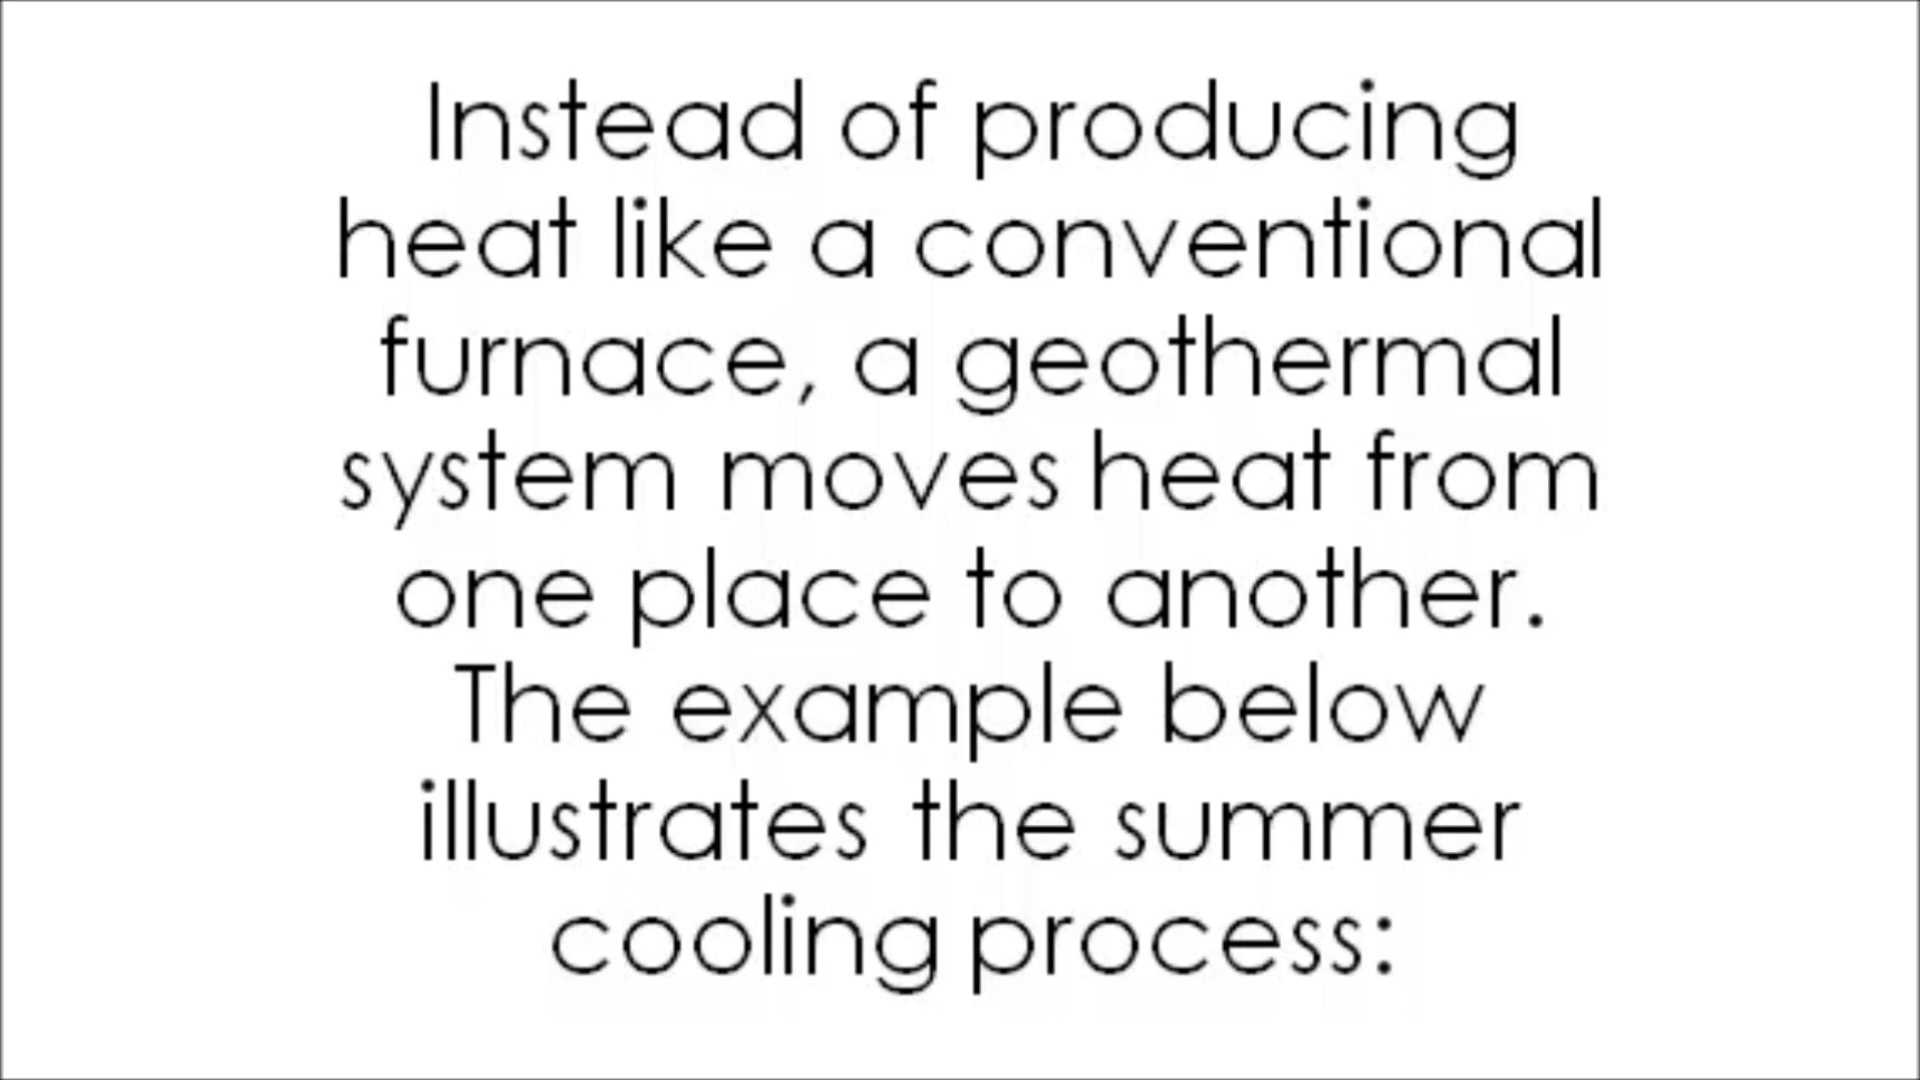 Instead of producing
heat like a conventional
furnace, a geothermal
system moves heat from
one place to another.
The example below
illustrates the summer
cooling process: